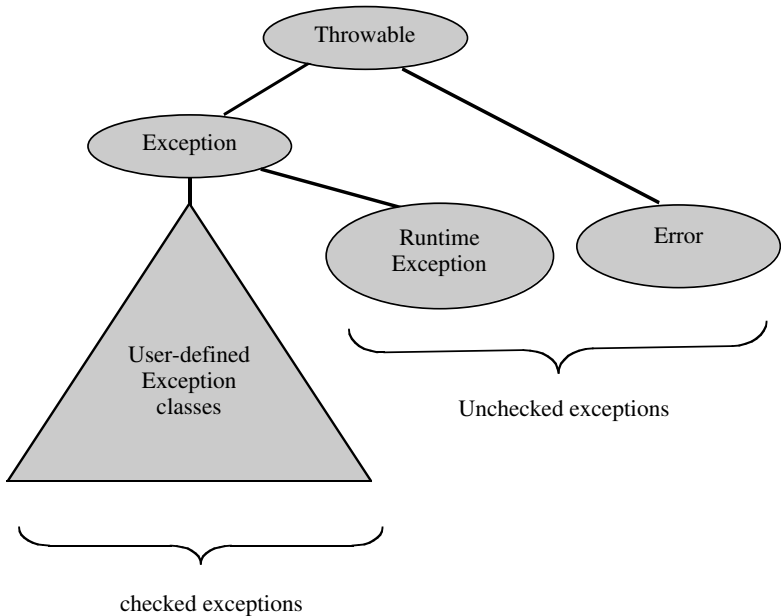 Throwable
Exception
Runtime
Exception
Error
User-defined
Exception
classes
Unchecked exceptions
checked exceptions